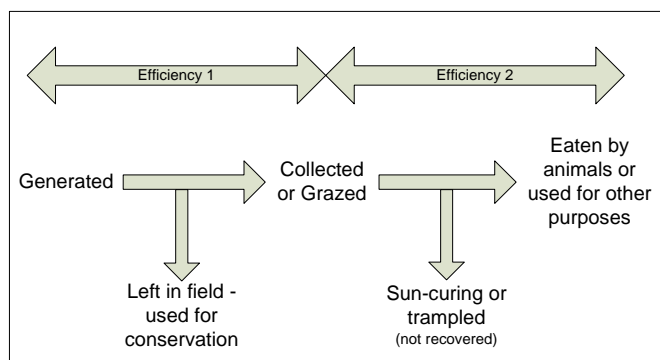 Efficiency 1
Efficiency 2
Generated
Collected
or Grazed
Eaten by
animals or
used for other
purposes
Left in field -
used for
conservation
Sun-curing or
trampled
(not recovered)